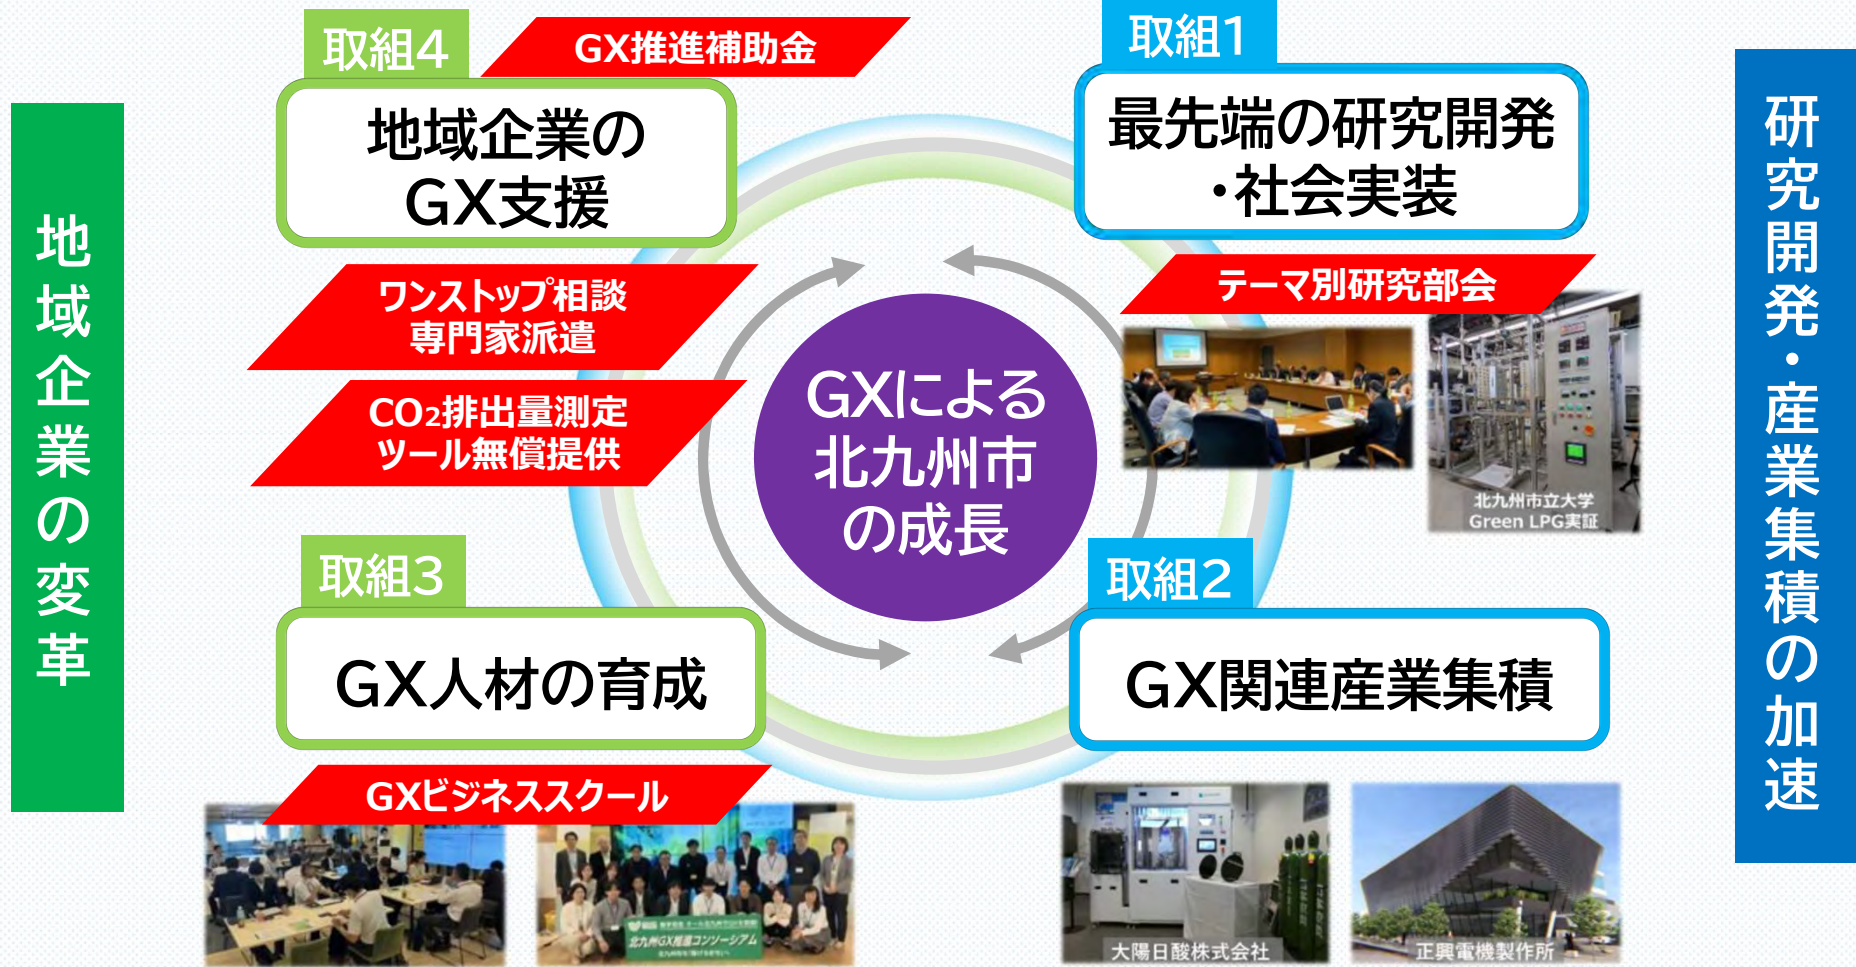 取組4
GX推進補助金
地域企業の
GX支援
ワンストップ相談
専門家派遣
CO₂排出量測定
ツール無償提供
取組1
最先端の研究開発
・社会実装
テーマ別研究部会
北九州市立大学
Green LPG実証
地域企業の変革
GXによる
北九州市
の成長
研究開発・産業集積の加速
取組3
GX人材の育成
GXビジネススクール
北九州GX推進コンソーシアム
取組2
GX関連産業集積
大陽日酸株式会社
正興電機製作所